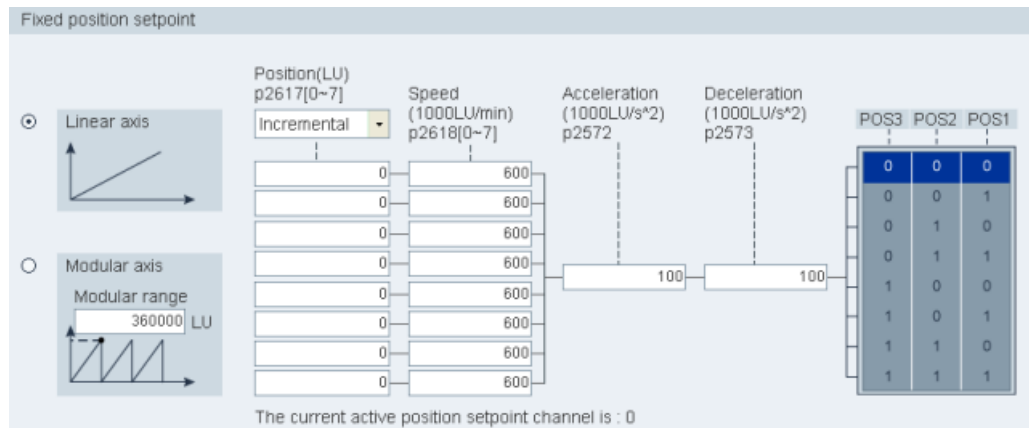 Fixed position setpoint
Position(LU)
p2617[0~7]
Incremental
Speed
(1000LU/min)
p2618[0~7]
Acceleration
(1000LU/s^2)
p2572
Deceleration
(1000LU/s^2)
p2573
POS3 POS2 POS1
Linear axis
0 600 0 0 0
0 600 0 0 1
0 600 0 1 0
0 600 0 1 1
Modular axis
100 100
Modular range
360000 LU
0 600 1 0 0
0 600 1 0 1
0 600 1 1 0
0 600 1 1 1
The current active position setpoint channel is : 0